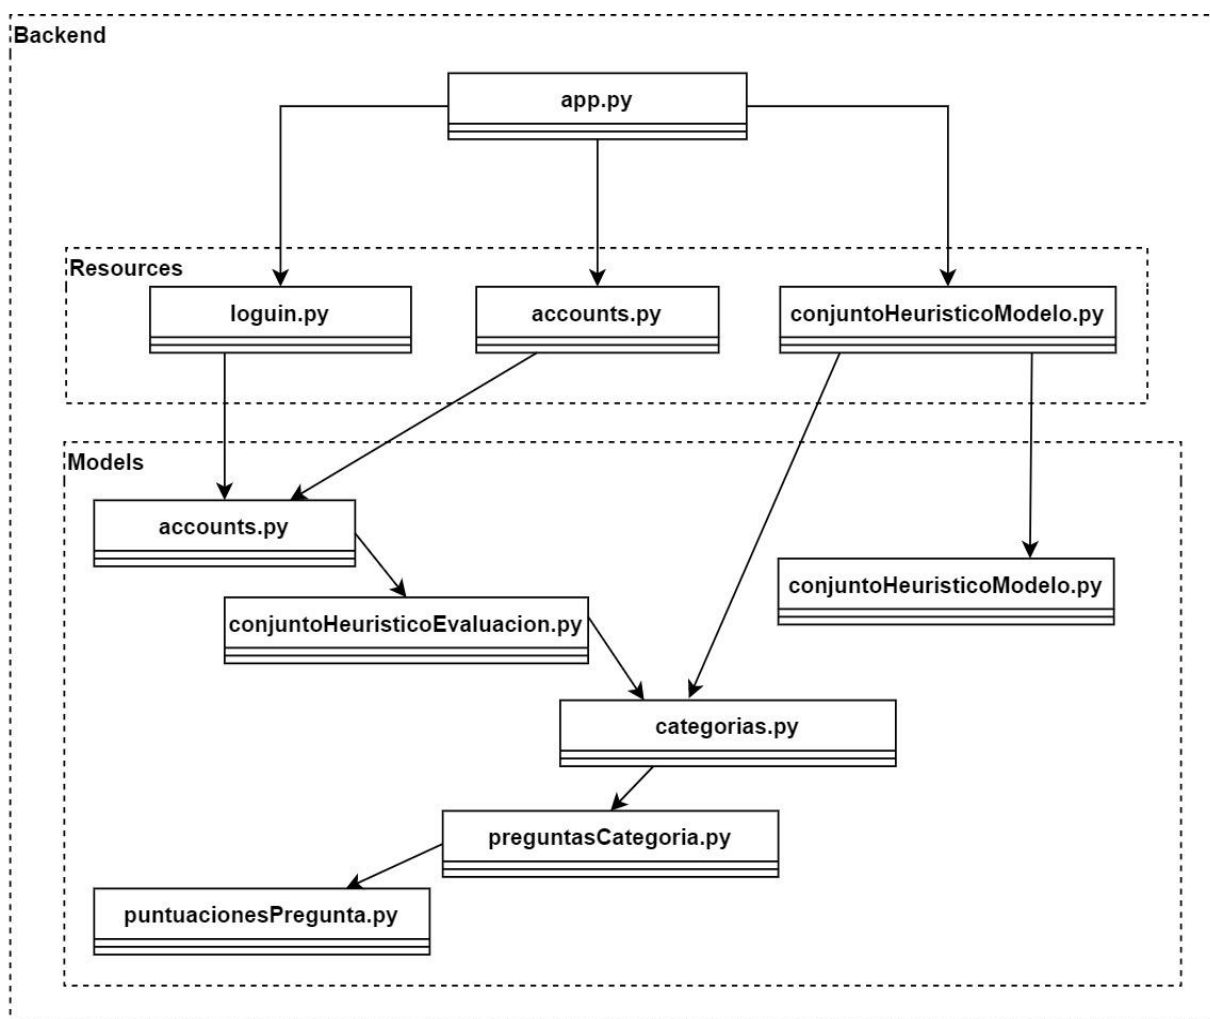 Backend
app.py
Resources
loguin.py
accounts.py
conjuntoHeuristicoModelo.py
Models
accounts.py
conjuntoHeuristicoModelo.py
conjuntoHeuristicoEvaluacion.py
categorias.py
preguntasCategoria.py
puntuacionesPregunta.py